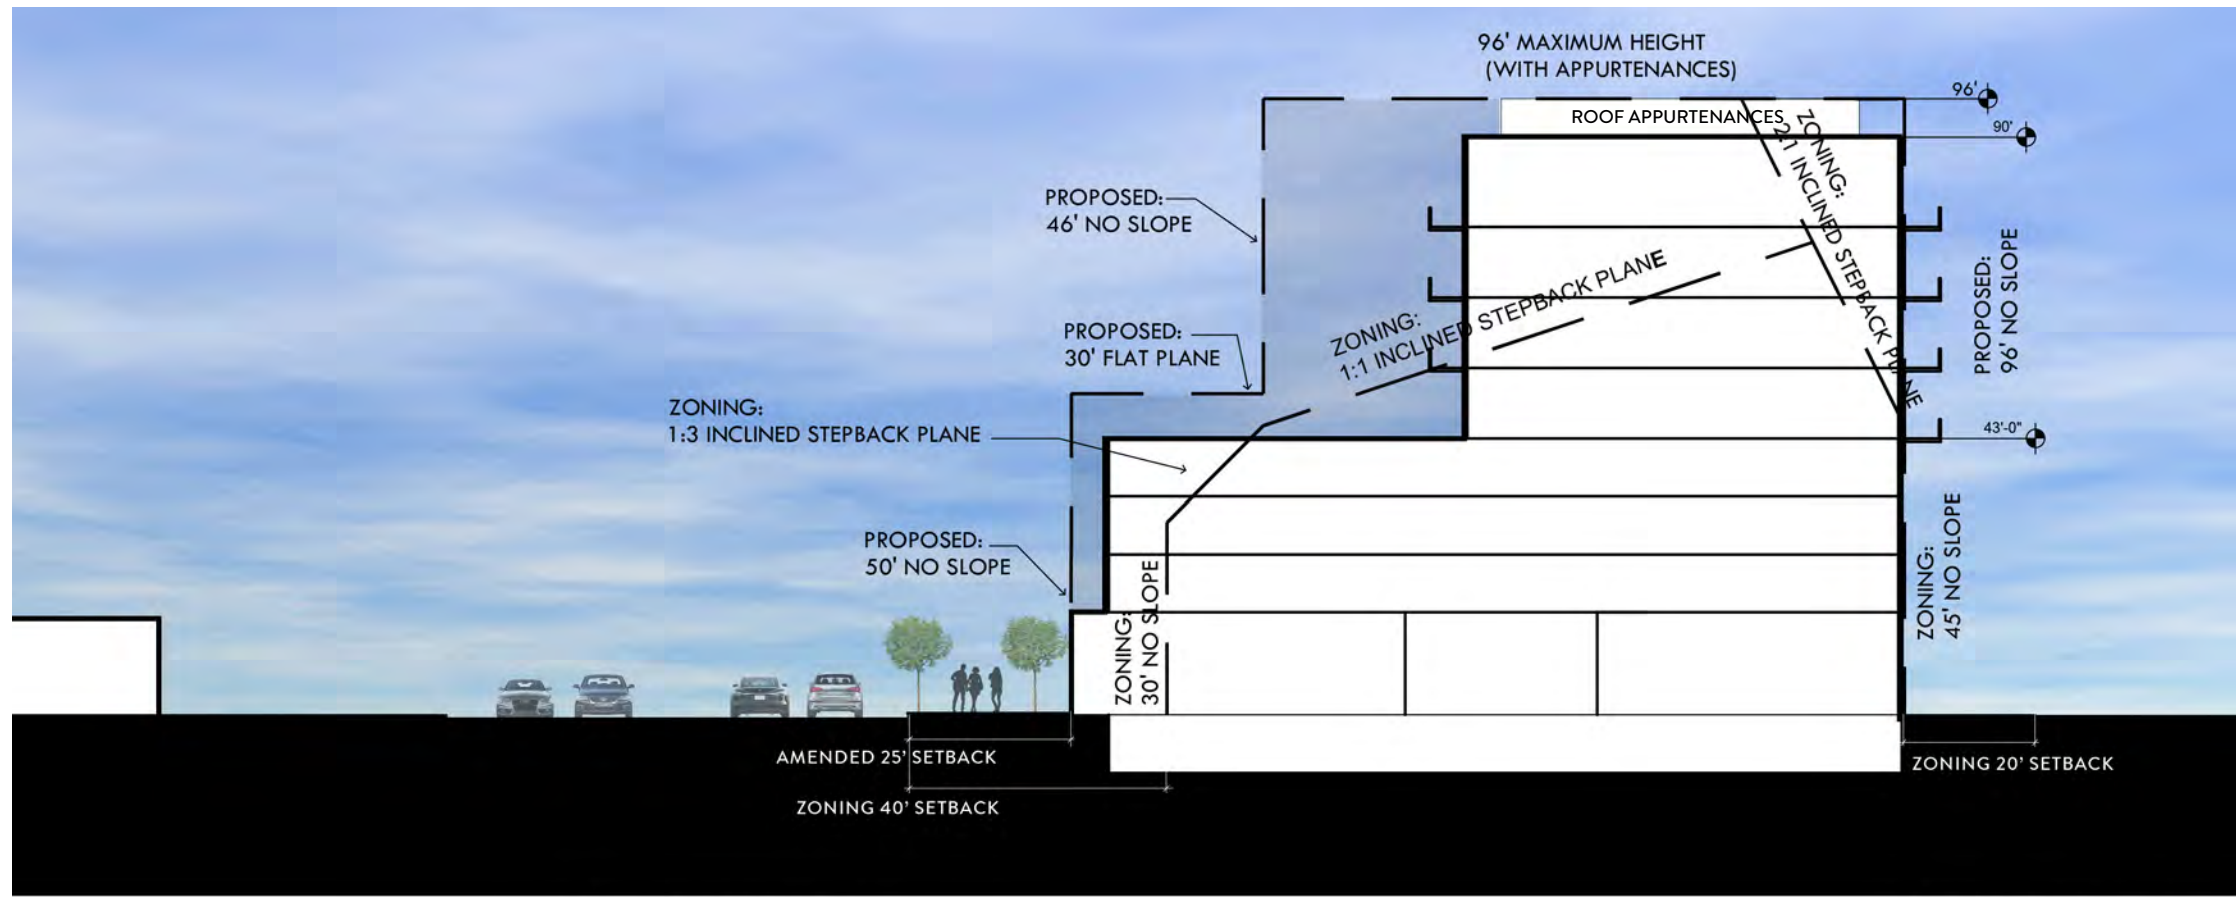 96' MAXIMUM HEIGHT
(WITH APPURTENANCES)
96'
ROOF APPURTENANCES
90'
ZONING:
2:1 INCLINED STEPBACK PLANE
PROPOSED:
46' NO SLOPE
PROPOSED:
96' NO SLOPE
ZONING:
1:1 INCLINED STEPBACK PLANE
PROPOSED:
30' FLAT PLANE
ZONING:
1:3 INCLINED STEPBACK PLANE
43'-0"
PROPOSED:
50' NO SLOPE
ZONING:
30' NO SLOPE
ZONING:
45' NO SLOPE
AMENDED 25' SETBACK
ZONING 20' SETBACK
ZONING 40' SETBACK